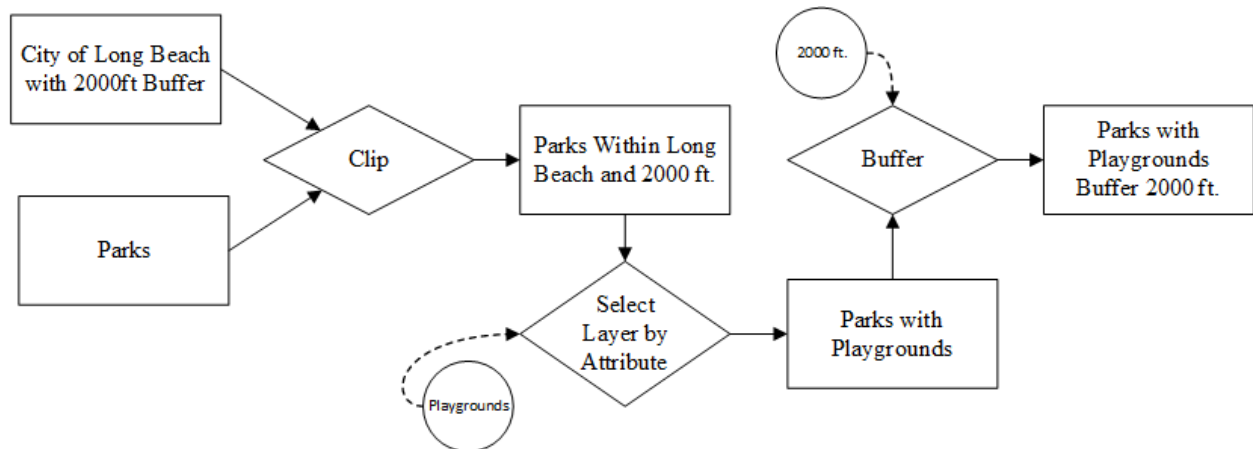 City of Long Beach
with 2000ft Buffer
Parks
Clip
Parks Within Long
Beach and 2000 ft.
Select
Layer by
Attribute
Playgrounds
Parks with
Playgrounds
2000 ft.
Buffer
Parks with
Playgrounds
Buffer 2000 ft.